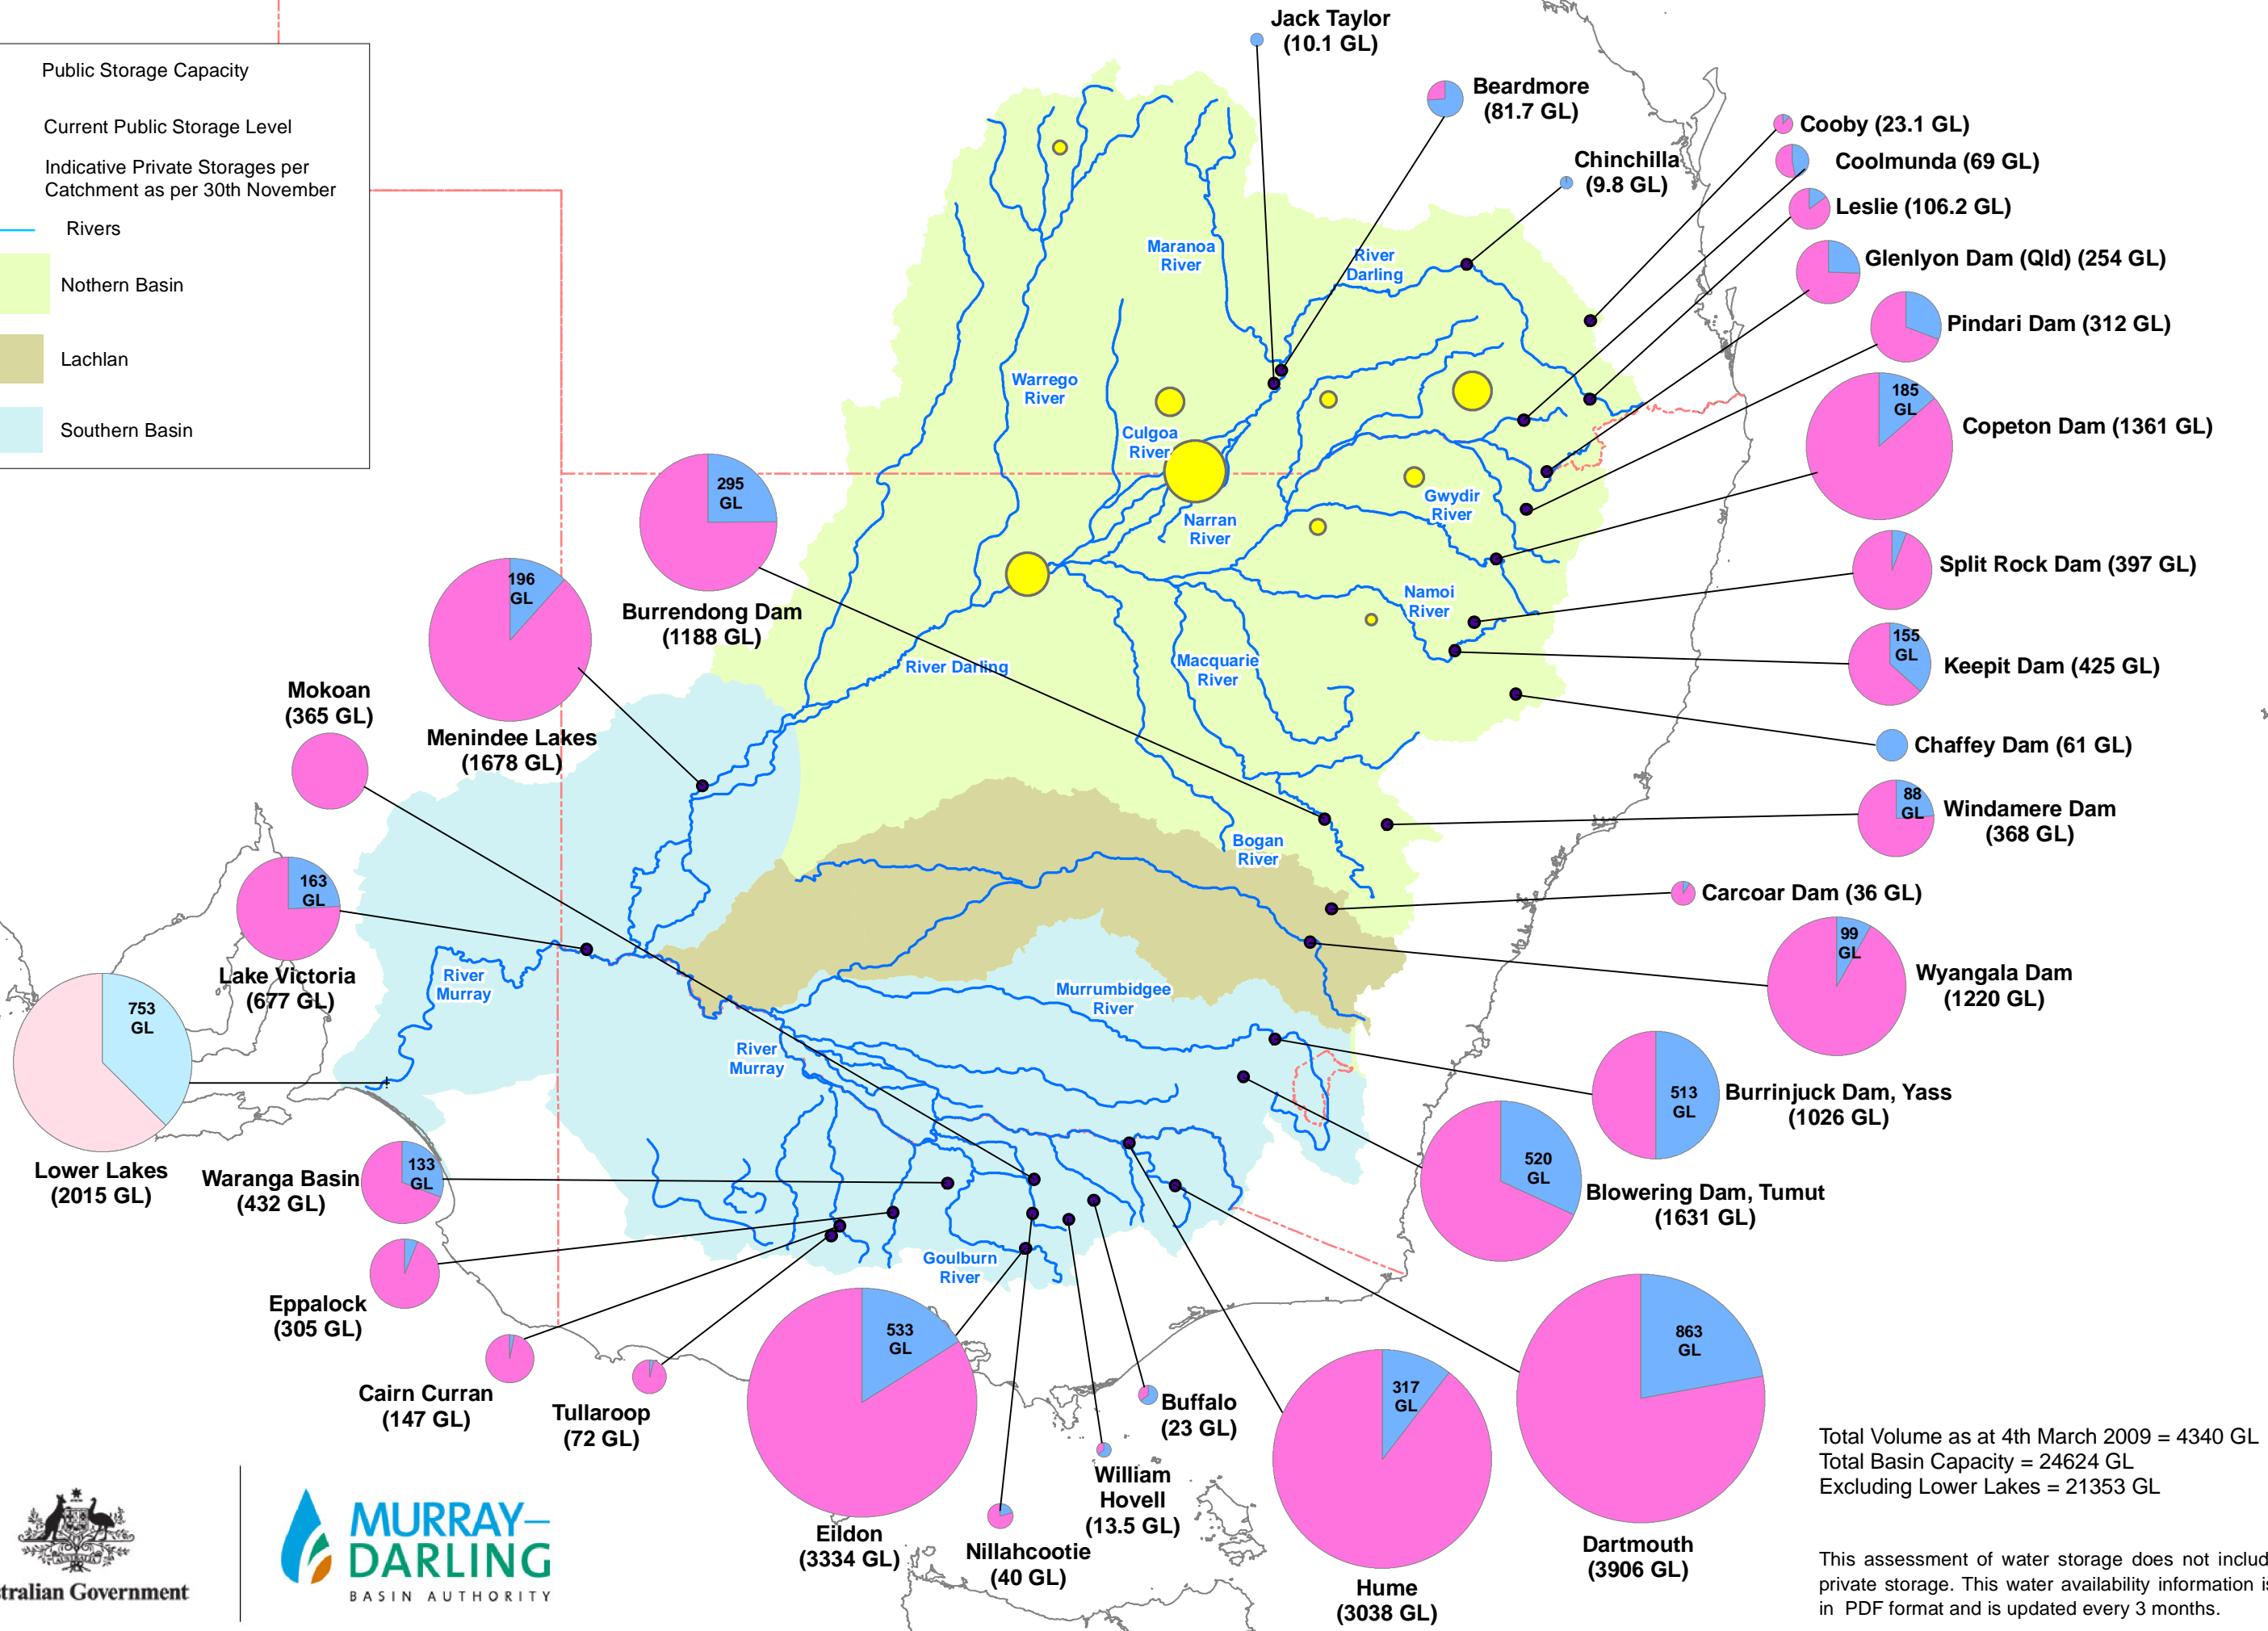 Public Storage Capacity
Current Public Storage Level
Indicative Private Storages per
Catchment as per 30th November
Rivers
Nothern Basin
Lachlan
Southern Basin
Jack Taylor
(10.1 GL)
Beardmore
(81.7 GL)
Chinchilla
(9.8 GL)
Cooby (23.1 GL)
Coolmunda (69 GL)
Leslie (106.2 GL)
Glenlyon Dam (Qld) (254 GL)
Pindari Dam (312 GL)
185
GL
Copeton Dam (1361 GL)
Split Rock Dam (397 GL)
155
GL
Keepit Dam (425 GL)
Chaffey Dam (61 GL)
88
GL
Windamere Dam
(368 GL)
Carcoar Dam (36 GL)
99
GL
Wyangala Dam
(1220 GL)
513
GL
Burrinjuck Dam, Yass
(1026 GL)
520
GL
Blowering Dam, Tumut
(1631 GL)
863
GL
Dartmouth
(3906 GL)
317
GL
Hume
(3038 GL)
Buffalo
(23 GL)
William
Hovell
(13.5 GL)
Nillahcootie
(40 GL)
533
GL
Eildon
(3334 GL)
Tullaroop
(72 GL)
Cairn Curran
(147 GL)
Eppalock
(305 GL)
133
GL
Waranga Basin
(432 GL)
753
GL
Lower Lakes
(2015 GL)
163
GL
Lake Victoria
(677 GL)
Mokoan
(365 GL)
196
GL
Menindee Lakes
(1678 GL)
295
GL
Burrendong Dam
(1188 GL)
Maranoa
River
River
Darling
Warrego
River
Culgoa
River
Narran
River
Gwydir
River
Namoi
River
Macquarie
River
River Darling
Bogan
River
River
Murray
Murrumbidgee
River
River
Murray
Goulburn
River
Total Volume as at 4th March 2009 = 4340 GL
Total Basin Capacity = 24624 GL
Excluding Lower Lakes = 21353 GL
This assessment of water storage does not includ
private storage. This water availability information is
in PDF format and is updated every 3 months.
AUSTRALIA
stralian Government
MURRAY–
DARLING
BASIN AUTHORITY